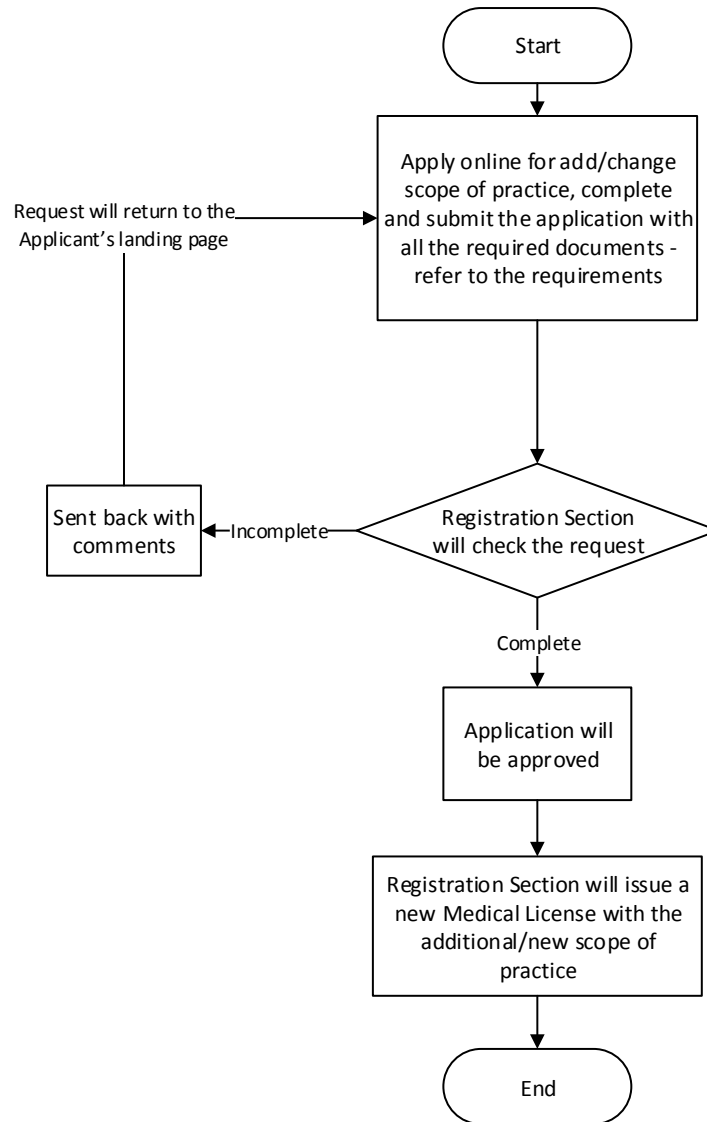 Start
Apply online for add/change
scope of practice, complete
and submit the application with
all the required documents -
refer to the requirements
Request will return to the
Applicant's landing page
Registration Section
will check the request
Incomplete
Sent back with
comments
Complete
Application will
be approved
Registration Section will issue a
new Medical License with the
additional/new scope of
practice
End